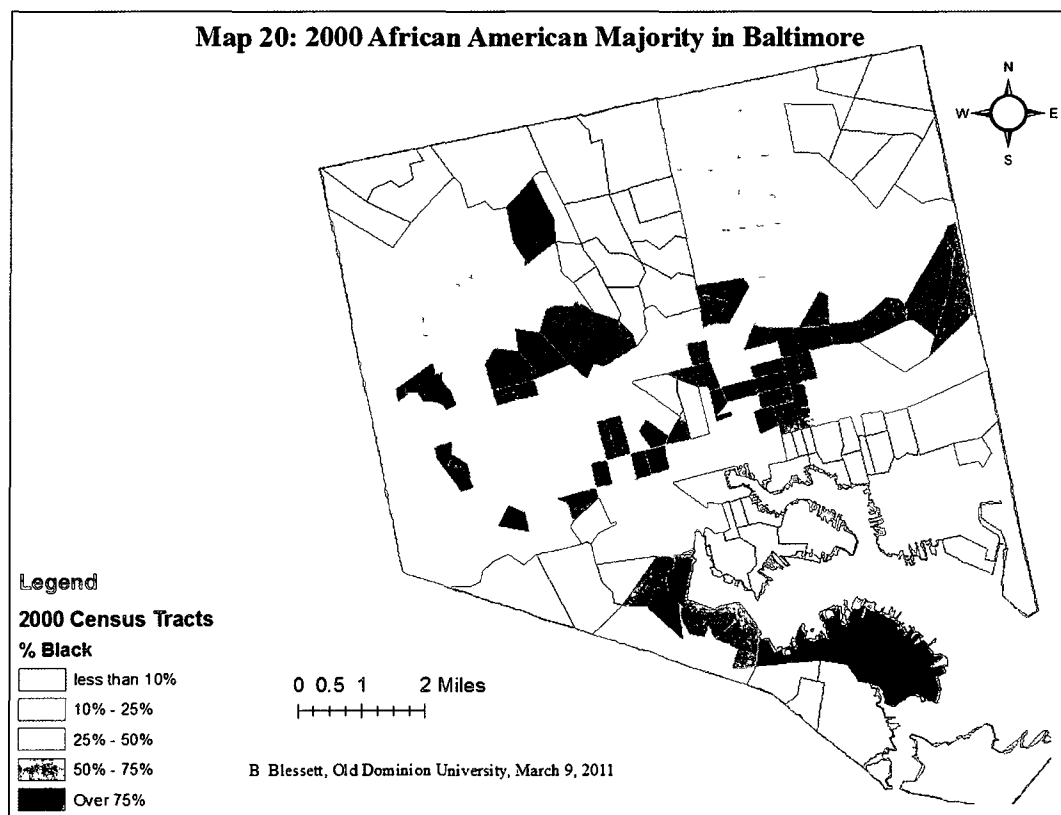 Map 20: 2000 African American Majority in Baltimore
N
W E
S
Legend
2000 Census Tracts
% Black
less than 10%
10% - 25%
25% - 50%
50% - 75%
Over 75%
0 0.5 1 2 Miles
B Blessett, Old Dominion University, March 9, 2011